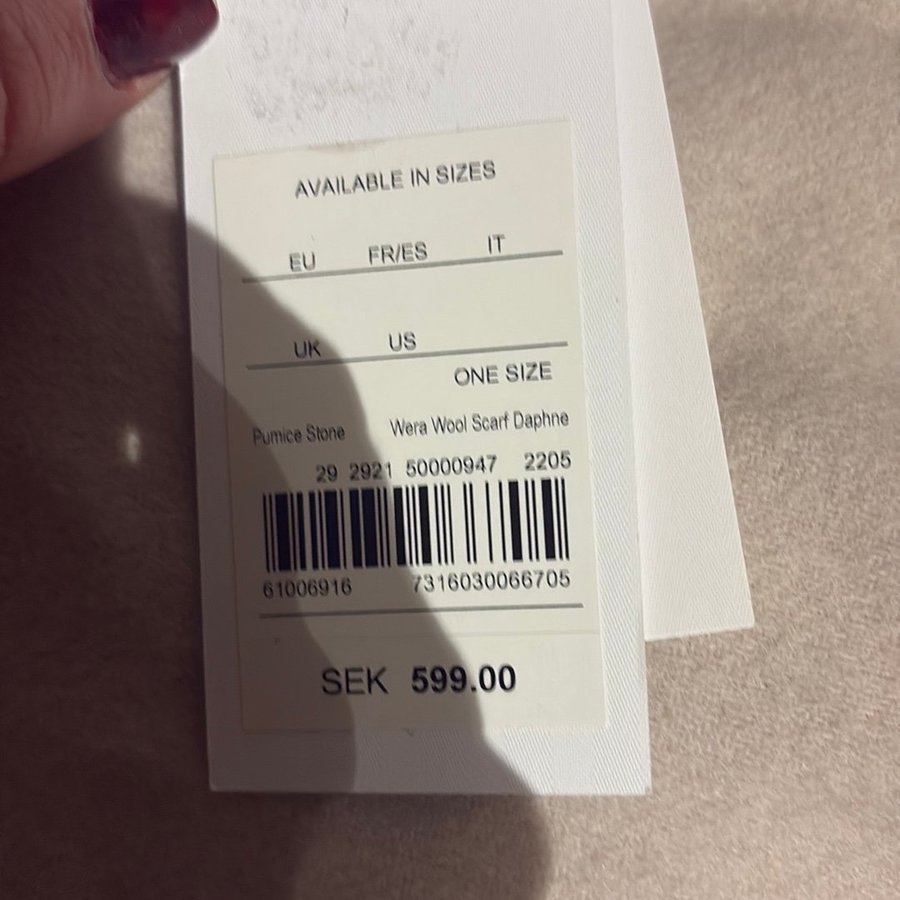 AVAILABLE IN SIZES
EU FR/ES IT
UK US
ONE SIZE
Pumice Stone Wera Wool Scarf Daphne
29 2921 50000947 2205
61006916 7316030066705
SEK 599.00